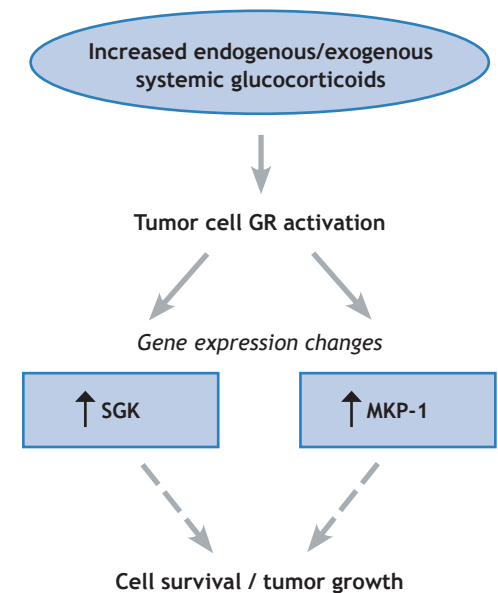 Increased endogenous/exogenous
systemic glucocorticoids
Tumor cell GR activation
Gene expression changes
↑ SGK
↑ MKP-1
Cell survival / tumor growth